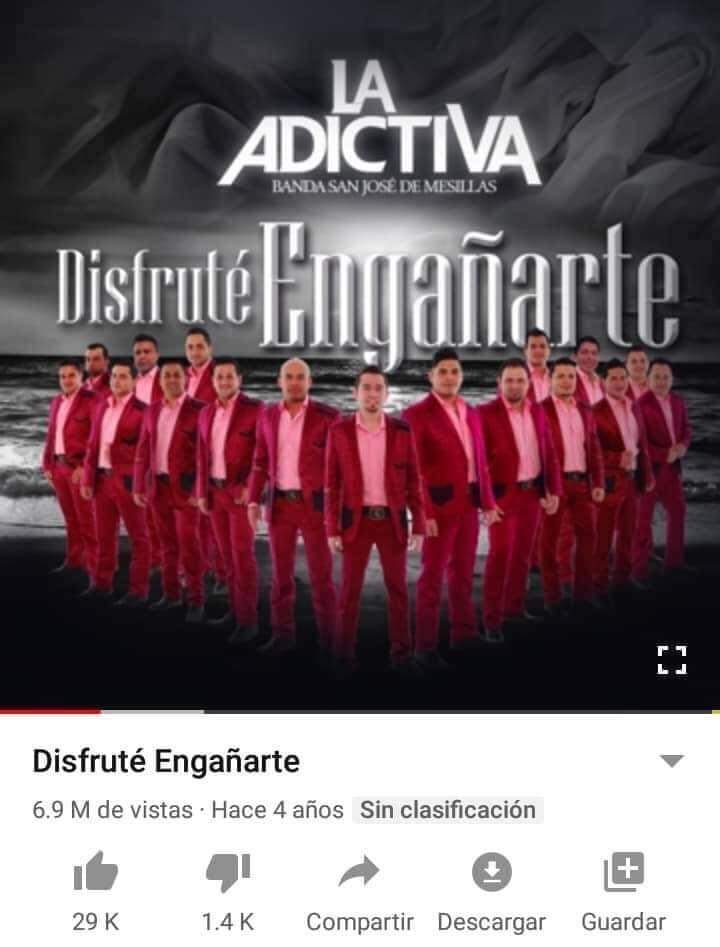 LA
ADICTIVA
BANDA SAN JOSÉ DE MESILLAS
Disfruté Engañarte
Disfruté Engañarte
6.9 M de vistas · Hace 4 años Sin clasificación
29 K 1.4 K Compartir Descargar Guardar